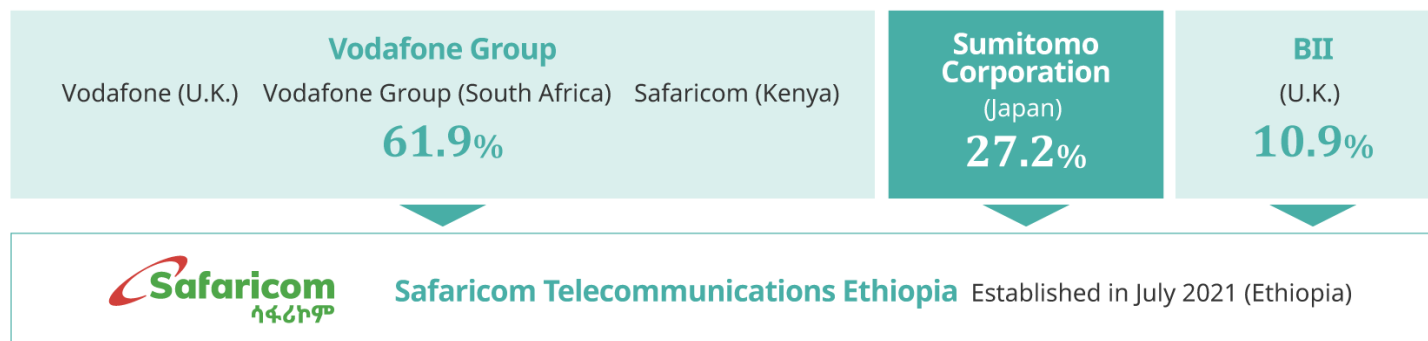 Vodafone Group
Vodafone (U.K.) Vodafone Group (South Africa) Safaricom (Kenya)
61.9%
Sumitomo
Corporation
(Japan)
27.2%
BII
(U.K.)
10.9%
Safaricom
ሳፋሪኮም
Safaricom Telecommunications Ethiopia Established in July 2021 (Ethiopia)